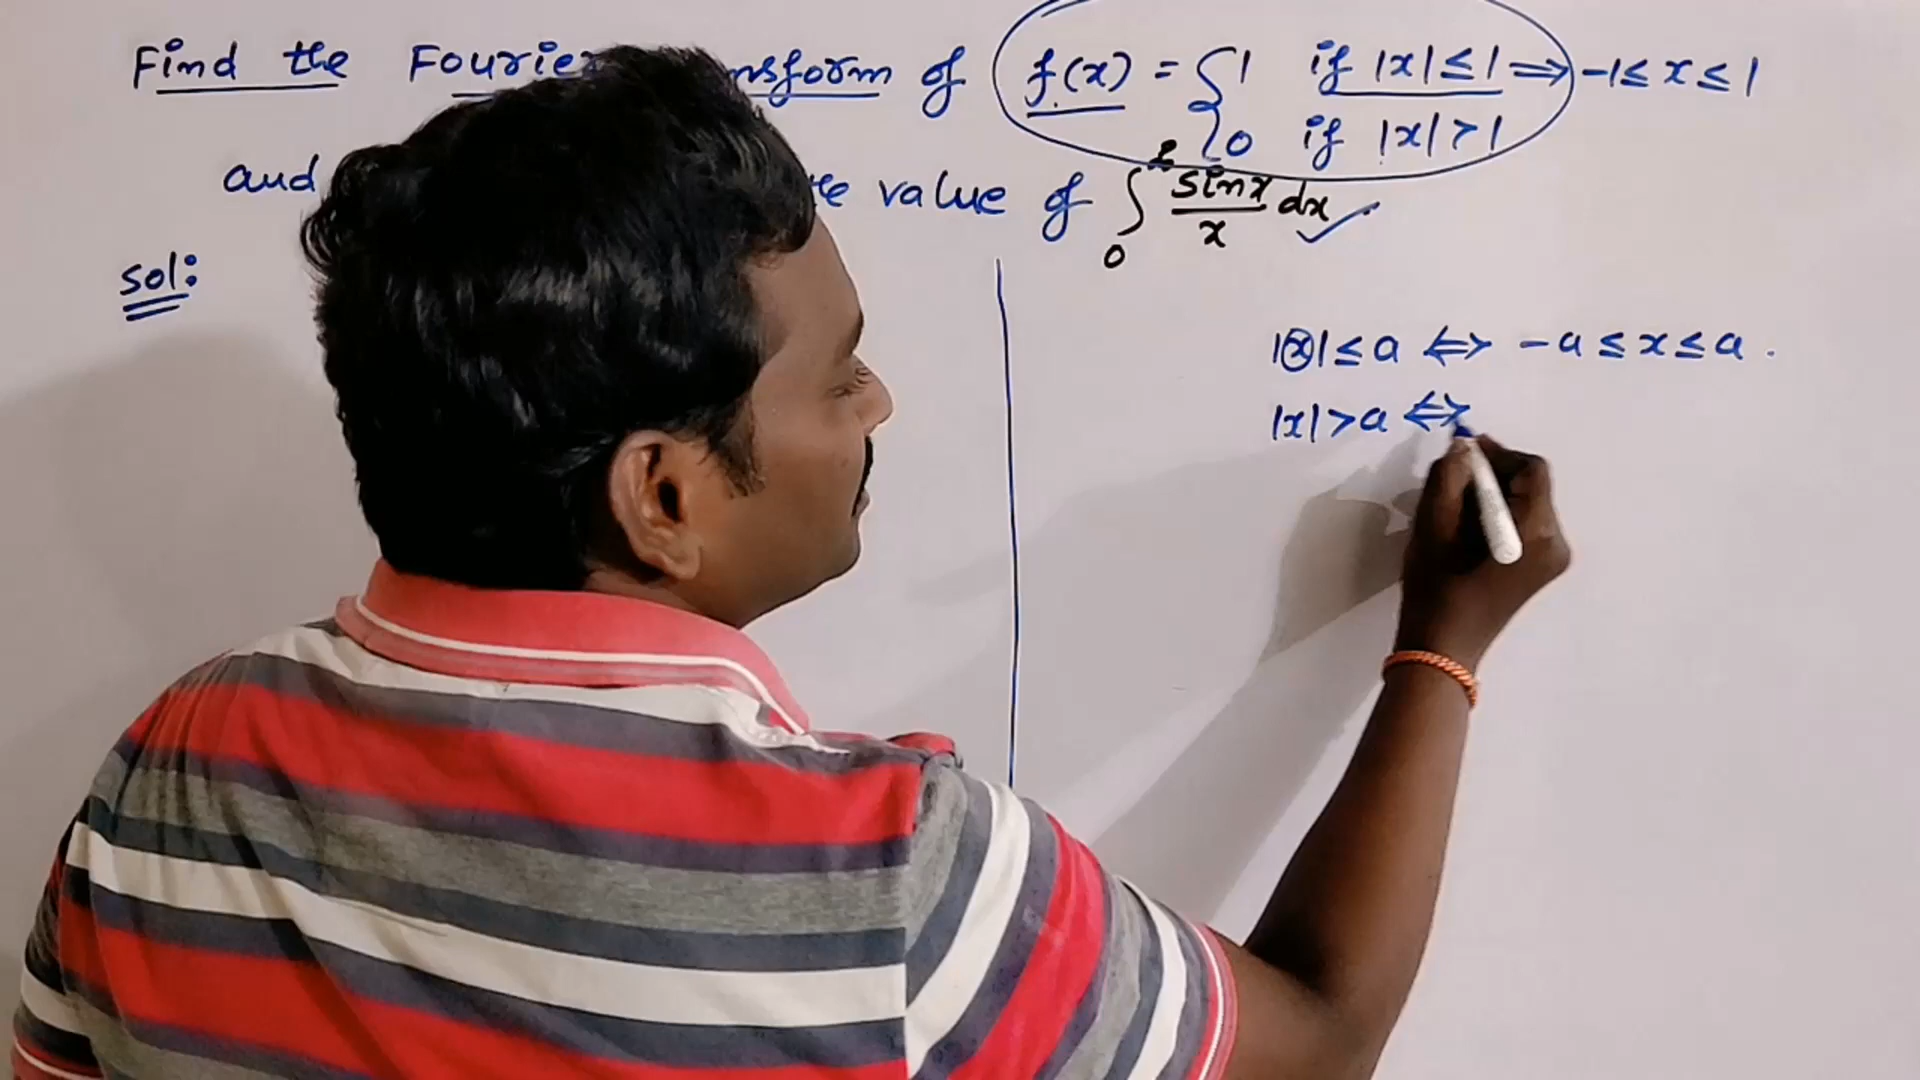 Find the Fourier nsform of f(x) = { 1 if |x| ≤ 1 ⟹ -1 ≤ x ≤ 1
0 if |x| > 1
and value of ∫₀ sinx/x dx ✓
sol:
|x| ≤ a ⟺ -a ≤ x ≤ a .
|x| > a ⟺